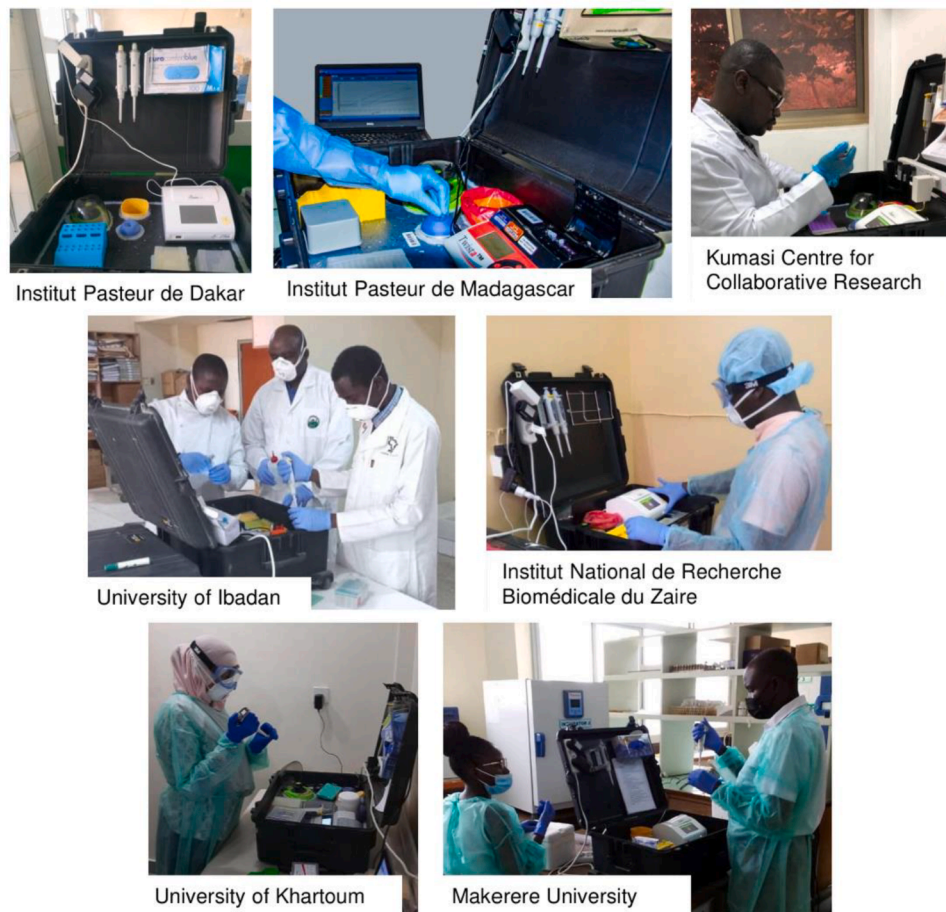 Institut Pasteur de Dakar
Institut Pasteur de Madagascar
Kumasi Centre for
Collaborative Research
University of Ibadan
Institut National de Recherche
Biomédicale du Zaire
University of Khartoum
Makerere University